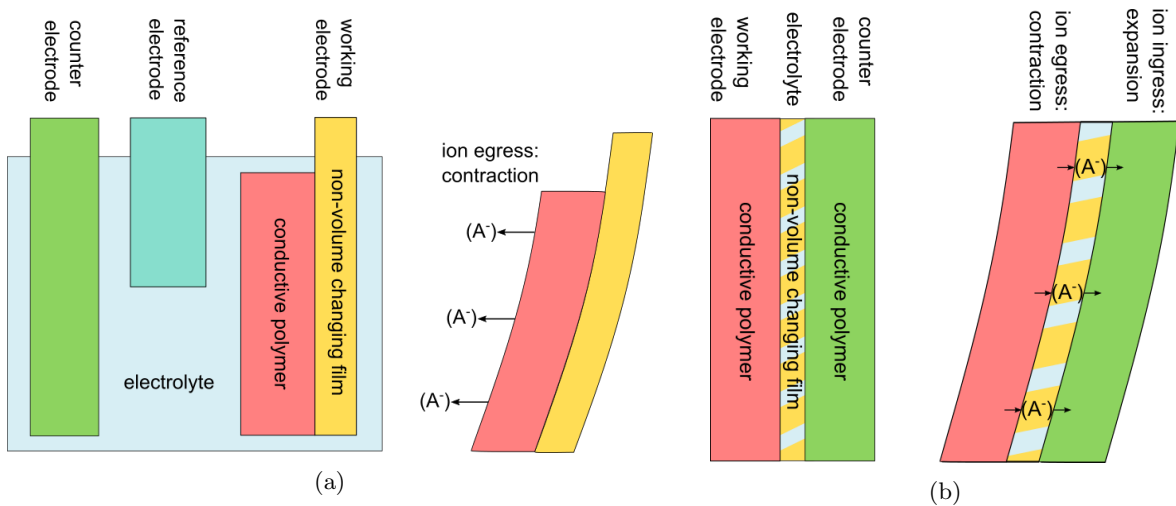 counter
electrode
reference
electrode
working
electrode
conductive polymer
non-volume changing film
electrolyte
(a)
ion egress:
contraction
(A⁻)
(A⁻)
(A⁻)
working
electrode
electrolyte
counter
electrode
conductive polymer
non-volume changing film
conductive polymer
ion egress:
contraction
ion ingress:
expansion
(A⁻)
(A⁻)
(A⁻)
(b)